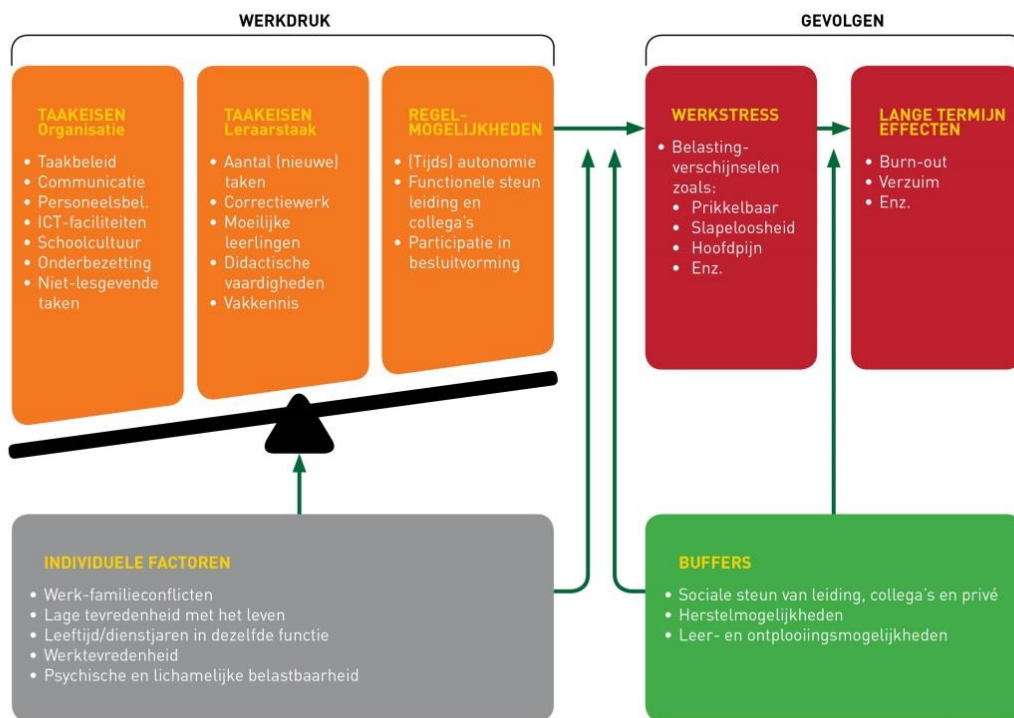 WERKDRUK
TAAKEISEN
Organisatie
• Taakbeleid
• Communicatie
• Personeelsbel.
• ICT-faciliteiten
• Schoolcultuur
• Onderbezetting
• Niet-lesgevende
taken
TAAKEISEN
Leraarstaak
• Aantal (nieuwe)
taken
• Correctiewerk
• Moeilijke
leerlingen
• Didactische
vaardigheden
• Vakkennis
REGEL-
MOGELIJKHEDEN
• (Tijds) autonomie
• Functionele steun
leiding en
collega's
• Participatie in
besluitvorming
GEVOLGEN
WERKSTRESS
• Belasting-
verschijnselen
zoals:
• Prikkelbaar
• Slapeloosheid
• Hoofdpijn
• Enz.
LANGE TERMIJN
EFFECTEN
• Burn-out
• Verzuim
• Enz.
INDIVIDUELE FACTOREN
• Werk-familieconflicten
• Lage tevredenheid met het leven
• Leeftijd/dienstjaren in dezelfde functie
• Werktevredenheid
• Psychische en lichamelijke belastbaarheid
BUFFERS
• Sociale steun van leiding, collega's en privé
• Herstelmogelijkheden
• Leer- en ontplooiingsmogelijkheden